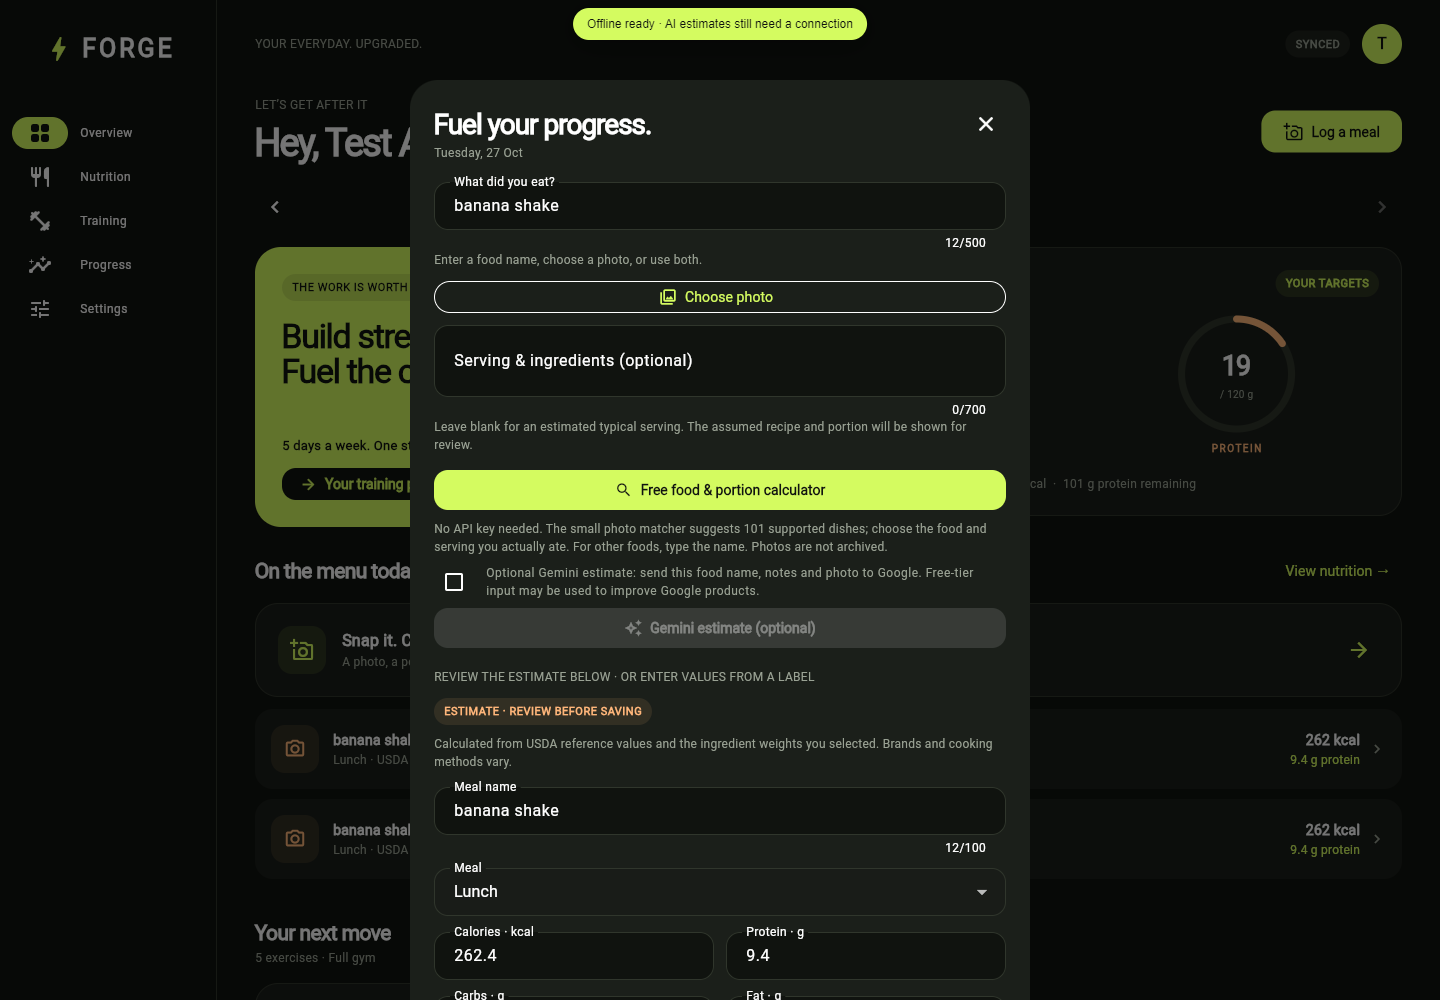 Offline ready · AI estimates still need a connection
FORGE
YOUR EVERYDAY. UPGRADED.
SYNCED
T
Overview
Nutrition
Training
Progress
Settings
LET'S GET AFTER IT
Hey, Test
Log a meal
THE WORK IS WORTH
Build
Fuel the
5 days a week. One
Your training
YOUR TARGETS
19
/ 120 g
PROTEIN
101 g protein remaining
On the menu
View nutrition →
Snap it.
A photo, a
banana
Lunch · USDA
262 kcal
9.4 g protein
banana
Lunch · USDA
262 kcal
9.4 g protein
Your next move
5 exercises · Full gym
Fuel your progress.
Tuesday, 27 Oct
What did you eat?
banana shake
12/500
Enter a food name, choose a photo, or use both.
Choose photo
Serving & ingredients (optional)
0/700
Leave blank for an estimated typical serving. The assumed recipe and portion will be shown for
review.
Free food & portion calculator
No API key needed. The small photo matcher suggests 101 supported dishes; choose the food and
serving you actually ate. For other foods, type the name. Photos are not archived.
Optional Gemini estimate: send this food name, notes and photo to Google. Free-tier
input may be used to improve Google products.
Gemini estimate (optional)
REVIEW THE ESTIMATE BELOW · OR ENTER VALUES FROM A LABEL
ESTIMATE · REVIEW BEFORE SAVING
Calculated from USDA reference values and the ingredient weights you selected. Brands and cooking
methods vary.
Meal name
banana shake
12/100
Meal
Lunch
Calories · kcal
262.4
Protein · g
9.4
Carbs · g
Fat · g